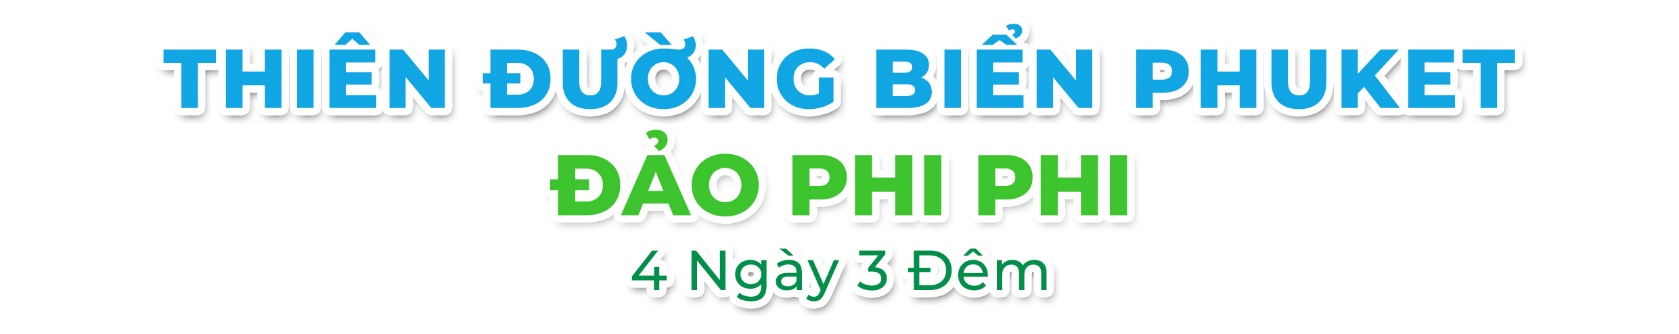 THIÊN ĐƯỜNG BIỂN PHUKET
ĐẢO PHI PHI
4 Ngày 3 Đêm